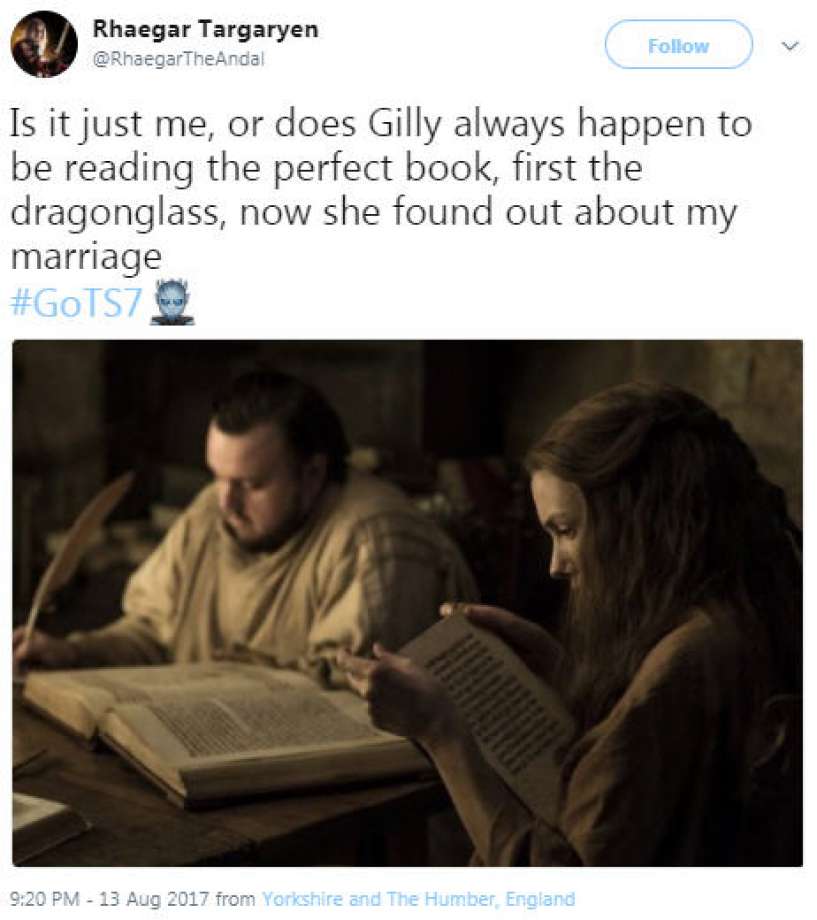 Rhaegar Targaryen
@RhaegarTheAndal
Follow
Is it just me, or does Gilly always happen to
be reading the perfect book, first the
dragonglass, now she found out about my
marriage
#GoTS7
9:20 PM - 13 Aug 2017 from Yorkshire and The Humber, England